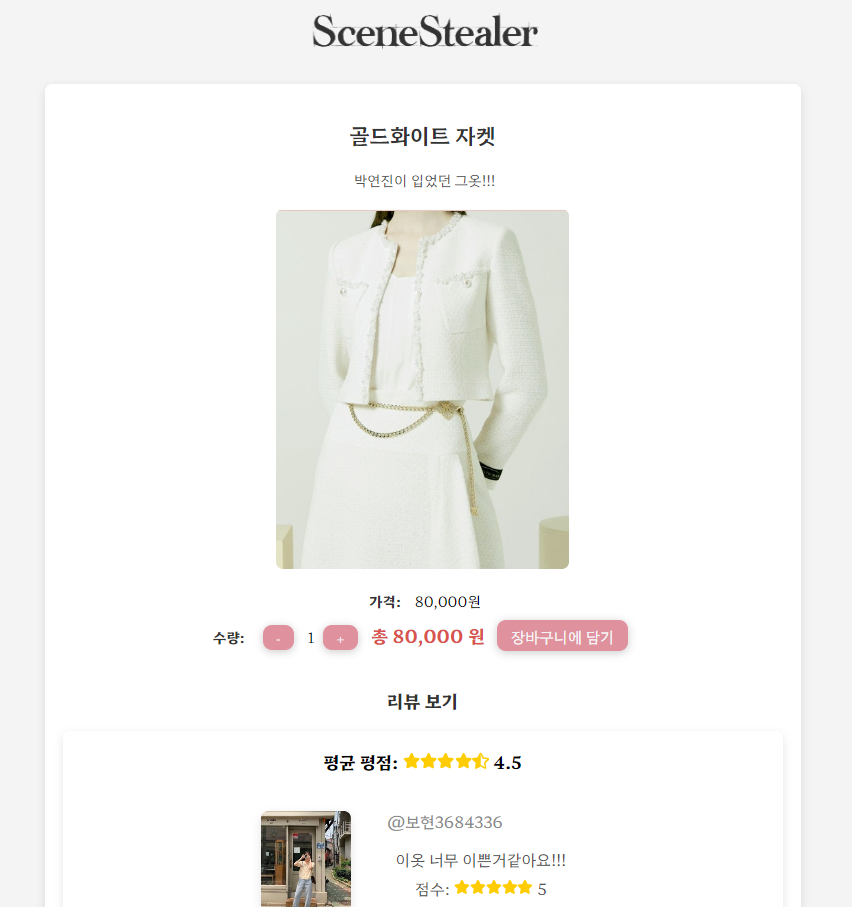 SceneStealer
골드화이트 자켓
박연진이 입었던 그옷!!!
가격: 80,000원
수량: - 1 + 총 80,000 원 장바구니에 담기
리뷰 보기
평균 평점: 4.5
@보현3684336
이옷 너무 이쁜거같아요!!!
점수: 5